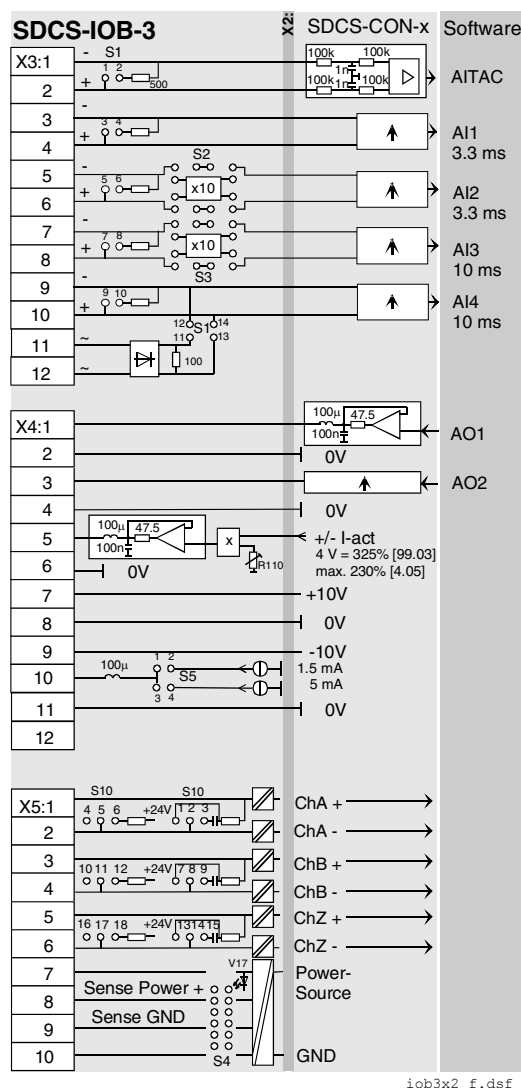 SDCS-IOB-3 X2: SDCS-CON-x Software
X3:1 - S1 100k 100k
1 2 1n AITAC
2 + 500 100k 1n 100k
3 -
3 4 AI1
4 + 3.3 ms
5 - S2
5 6 x10 AI2
6 + 3.3 ms
7 -
7 8 x10 AI3
8 + 10 ms
9 - S3
9 10 AI4
10 + 12 S1 14 10 ms
11 ~ 11 13
100
12 ~
X4:1 100µ 47.5 AO1
100n
2 0V
3 AO2
4 0V
5 100µ 47.5 x +/- I-act
100n 4 V = 325% [99.03]
6 0V R110 max. 230% [4.05]
7 +10V
8 0V
9 -10V
10 100µ 1 2 S5 1.5 mA
3 4 5 mA
11 0V
12
X5:1 S10 S10 ChA +
4 5 6 +24V 1 2 3
2 ChA -
3 ChB +
10 11 12 +24V 7 8 9
4 ChB -
5 ChZ +
16 17 18 +24V 13 14 15
6 ChZ -
7 V17 Power-
Sense Power + Source
8
Sense GND
9
10 S4 GND
iob3x2_f.dsf